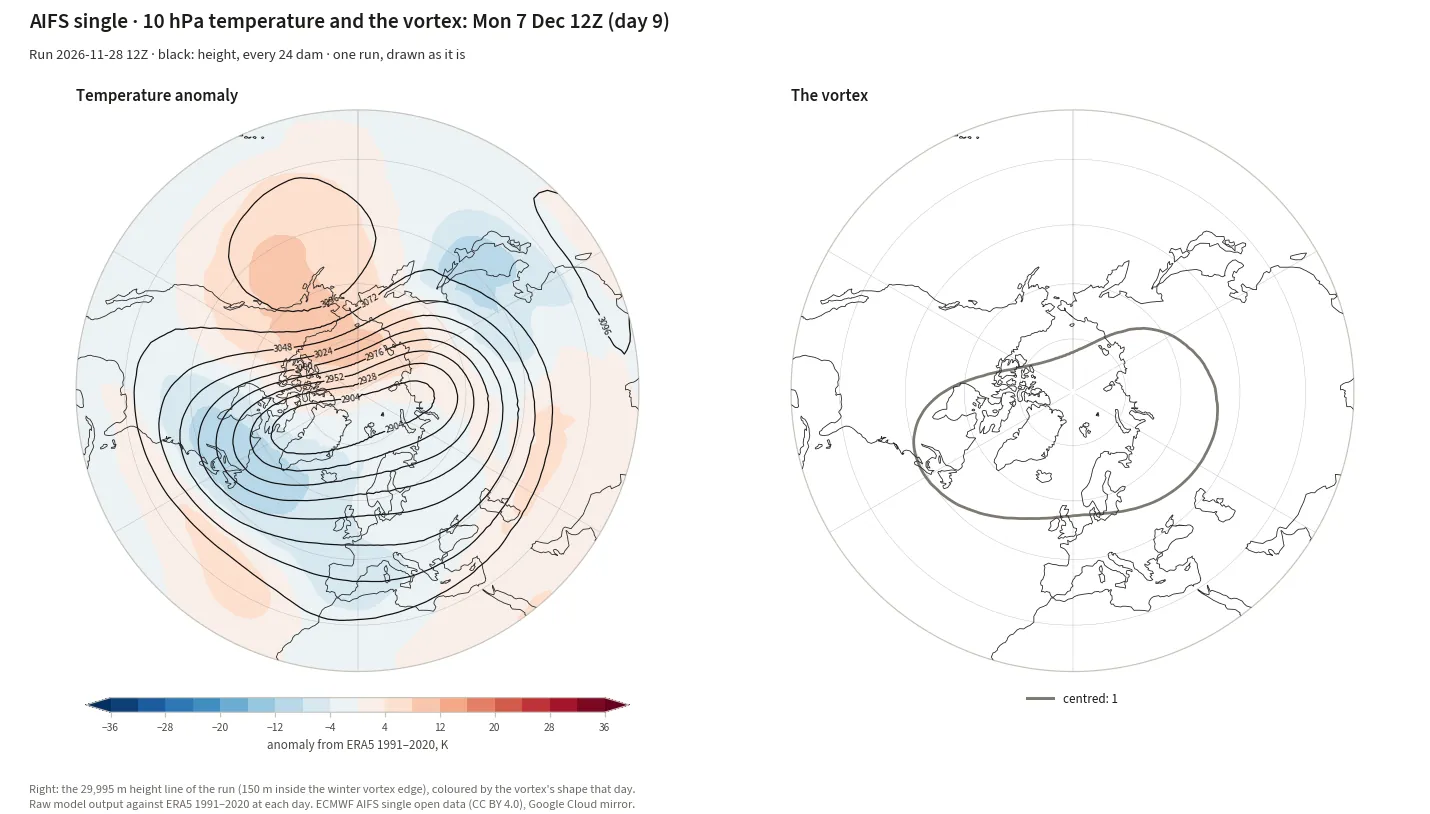 AIFS single · 10 hPa temperature and the vortex: Mon 7 Dec 12Z (day 9)
Run 2026-11-28 12Z · black: height, every 24 dam · one run, drawn as it is
Temperature anomaly
The vortex
3096
3072
3096
3048
3024
2976
2952
2928
2904
2904
centred: 1
−36 −28 −20 −12 −4 4 12 20 28 36
anomaly from ERA5 1991–2020, K
Right: the 29,995 m height line of the run (150 m inside the winter vortex edge), coloured by the vortex's shape that day.
Raw model output against ERA5 1991–2020 at each day. ECMWF AIFS single open data (CC BY 4.0), Google Cloud mirror.